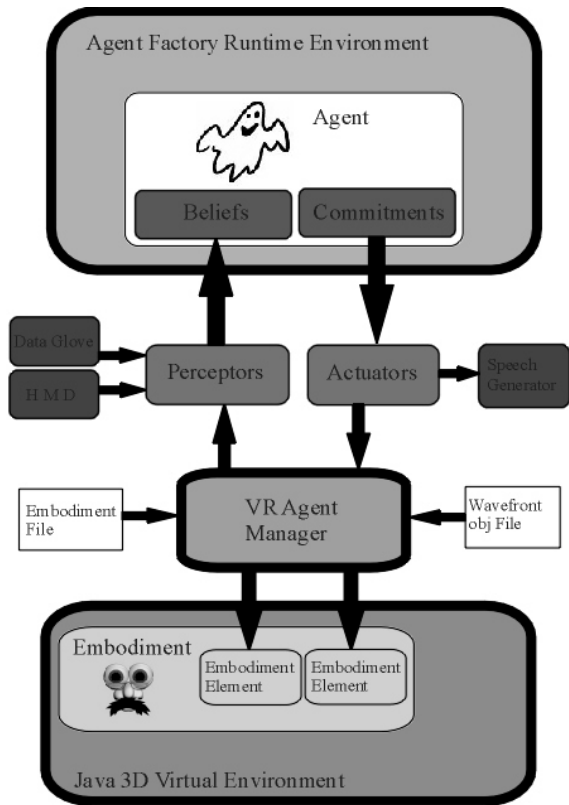 Agent Factory Runtime Environment
Agent
Beliefs
Commitments
Data Glove
H M D
Perceptors
Actuators
Speech
Generator
Embodiment
File
VR Agent
Manager
Wavefront
obj File
Embodiment
Embodiment
Element
Embodiment
Element
Java 3D Virtual Environment